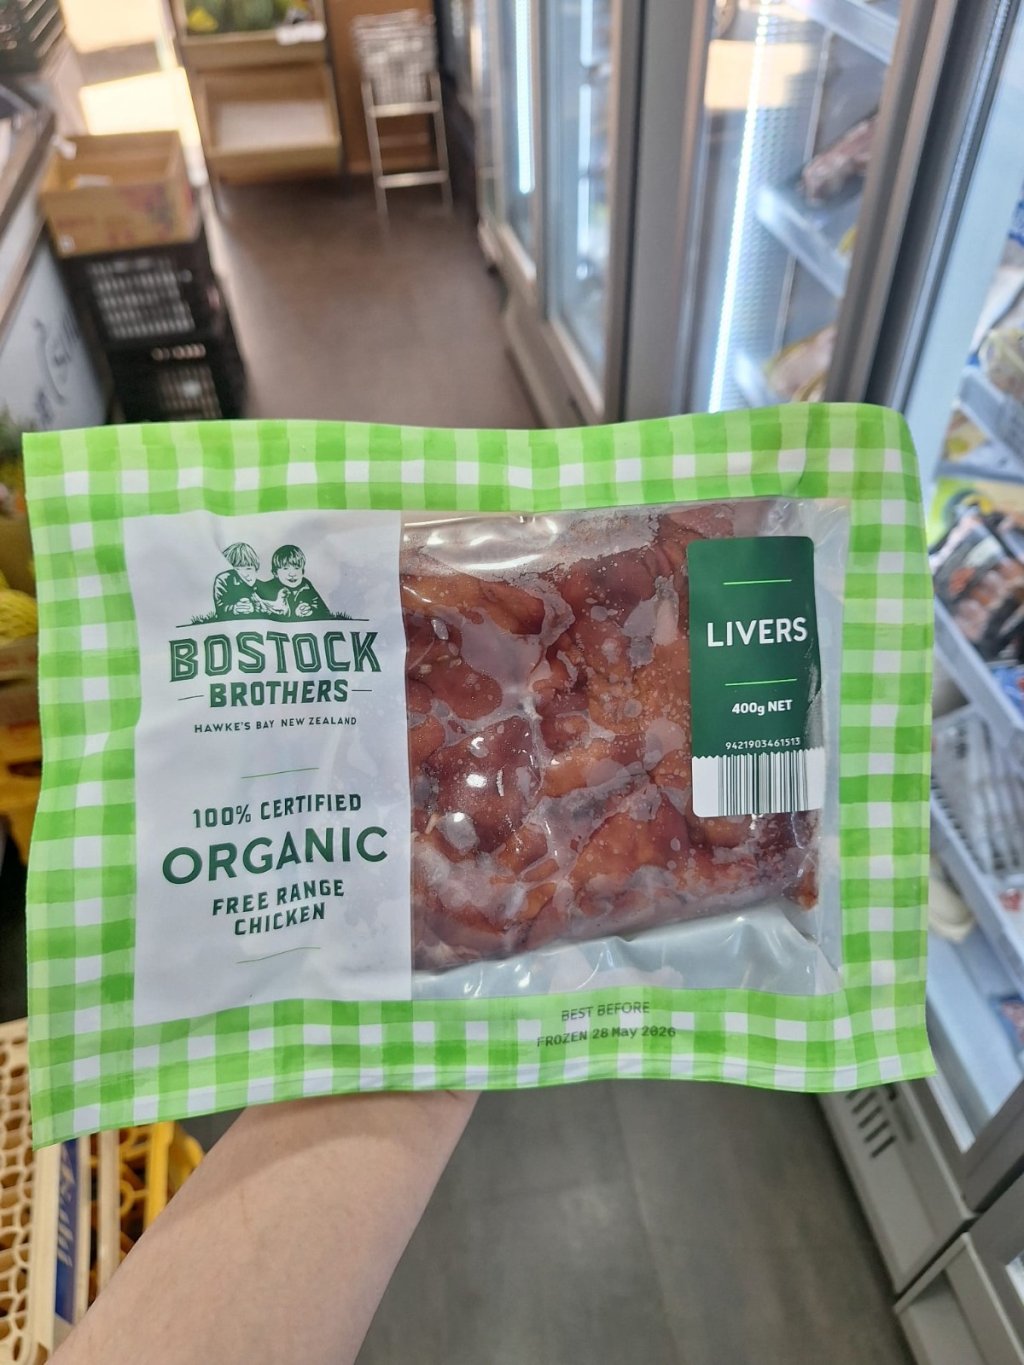 BOSTOCK
BROTHERS
HAWKE'S BAY NEW ZEALAND
100% CERTIFIED
ORGANIC
FREE RANGE
CHICKEN
LIVERS
400g NET
9421903461513
BEST BEFORE
FROZEN 28 May 2026